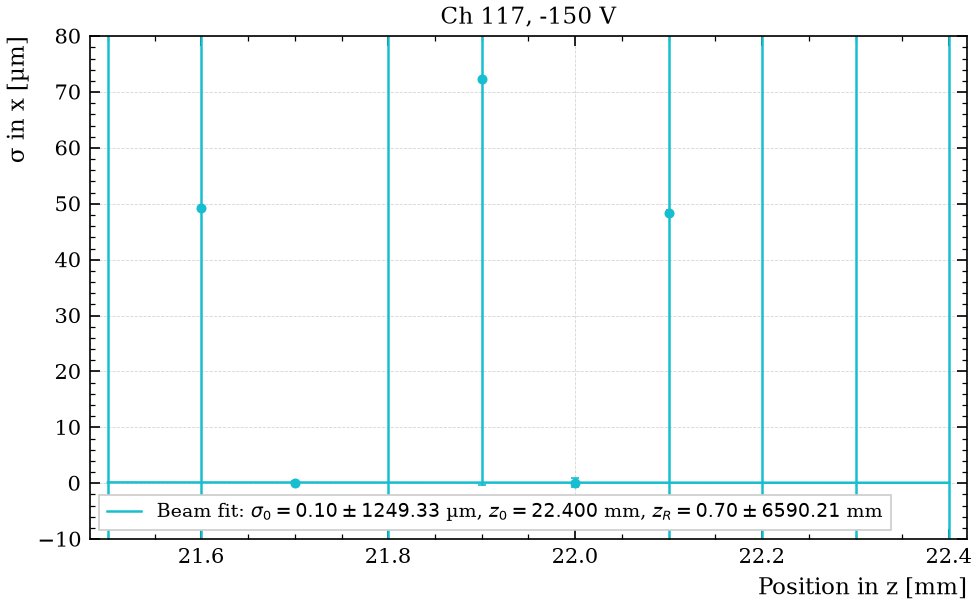 Ch 117, -150 V
σ in x [µm]
80
70
60
50
40
30
20
10
0
−10
Beam fit: σ₀ = 0.10 ± 1249.33 µm, z₀ = 22.400 mm, z_R = 0.70 ± 6590.21 mm
21.6 21.8 22.0 22.2 22.4
Position in z [mm]